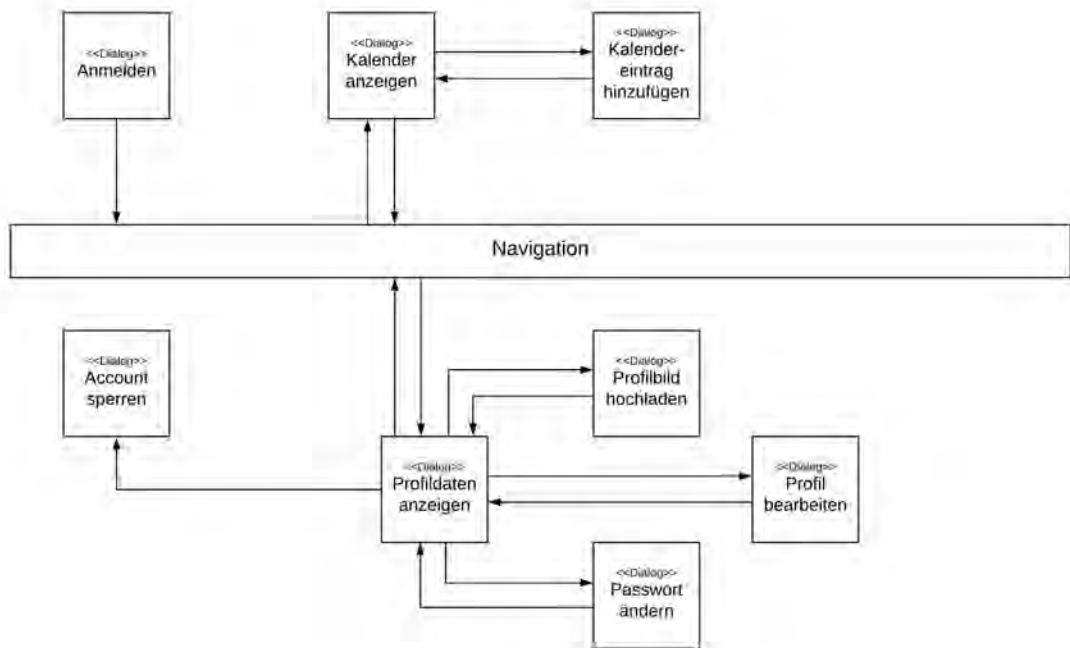 <<Dialog>>
Anmelden
<<Dialog>>
Kalender
anzeigen
<<Dialog>>
Kalender-
eintrag
hinzufügen
Navigation
<<Dialog>>
Account
sperren
<<Dialog>>
Profilbild
hochladen
<<Dialog>>
Profildaten
anzeigen
<<Dialog>>
Profil
bearbeiten
<<Dialog>>
Passwort
ändern